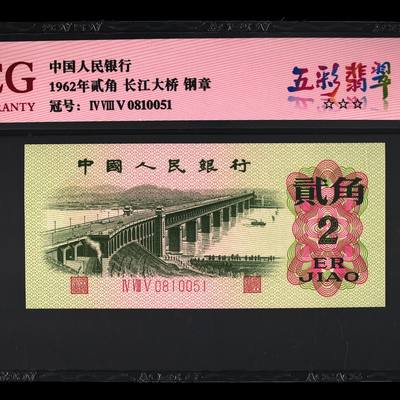 EG
中国人民银行
RRANTY
1962年贰角 长江大桥 钢章
冠号：IV VIII V 0810051
五彩翡翠
☆☆☆
中國人民銀行
貳角
2
ER
JIAO
IV VIII V 0810051